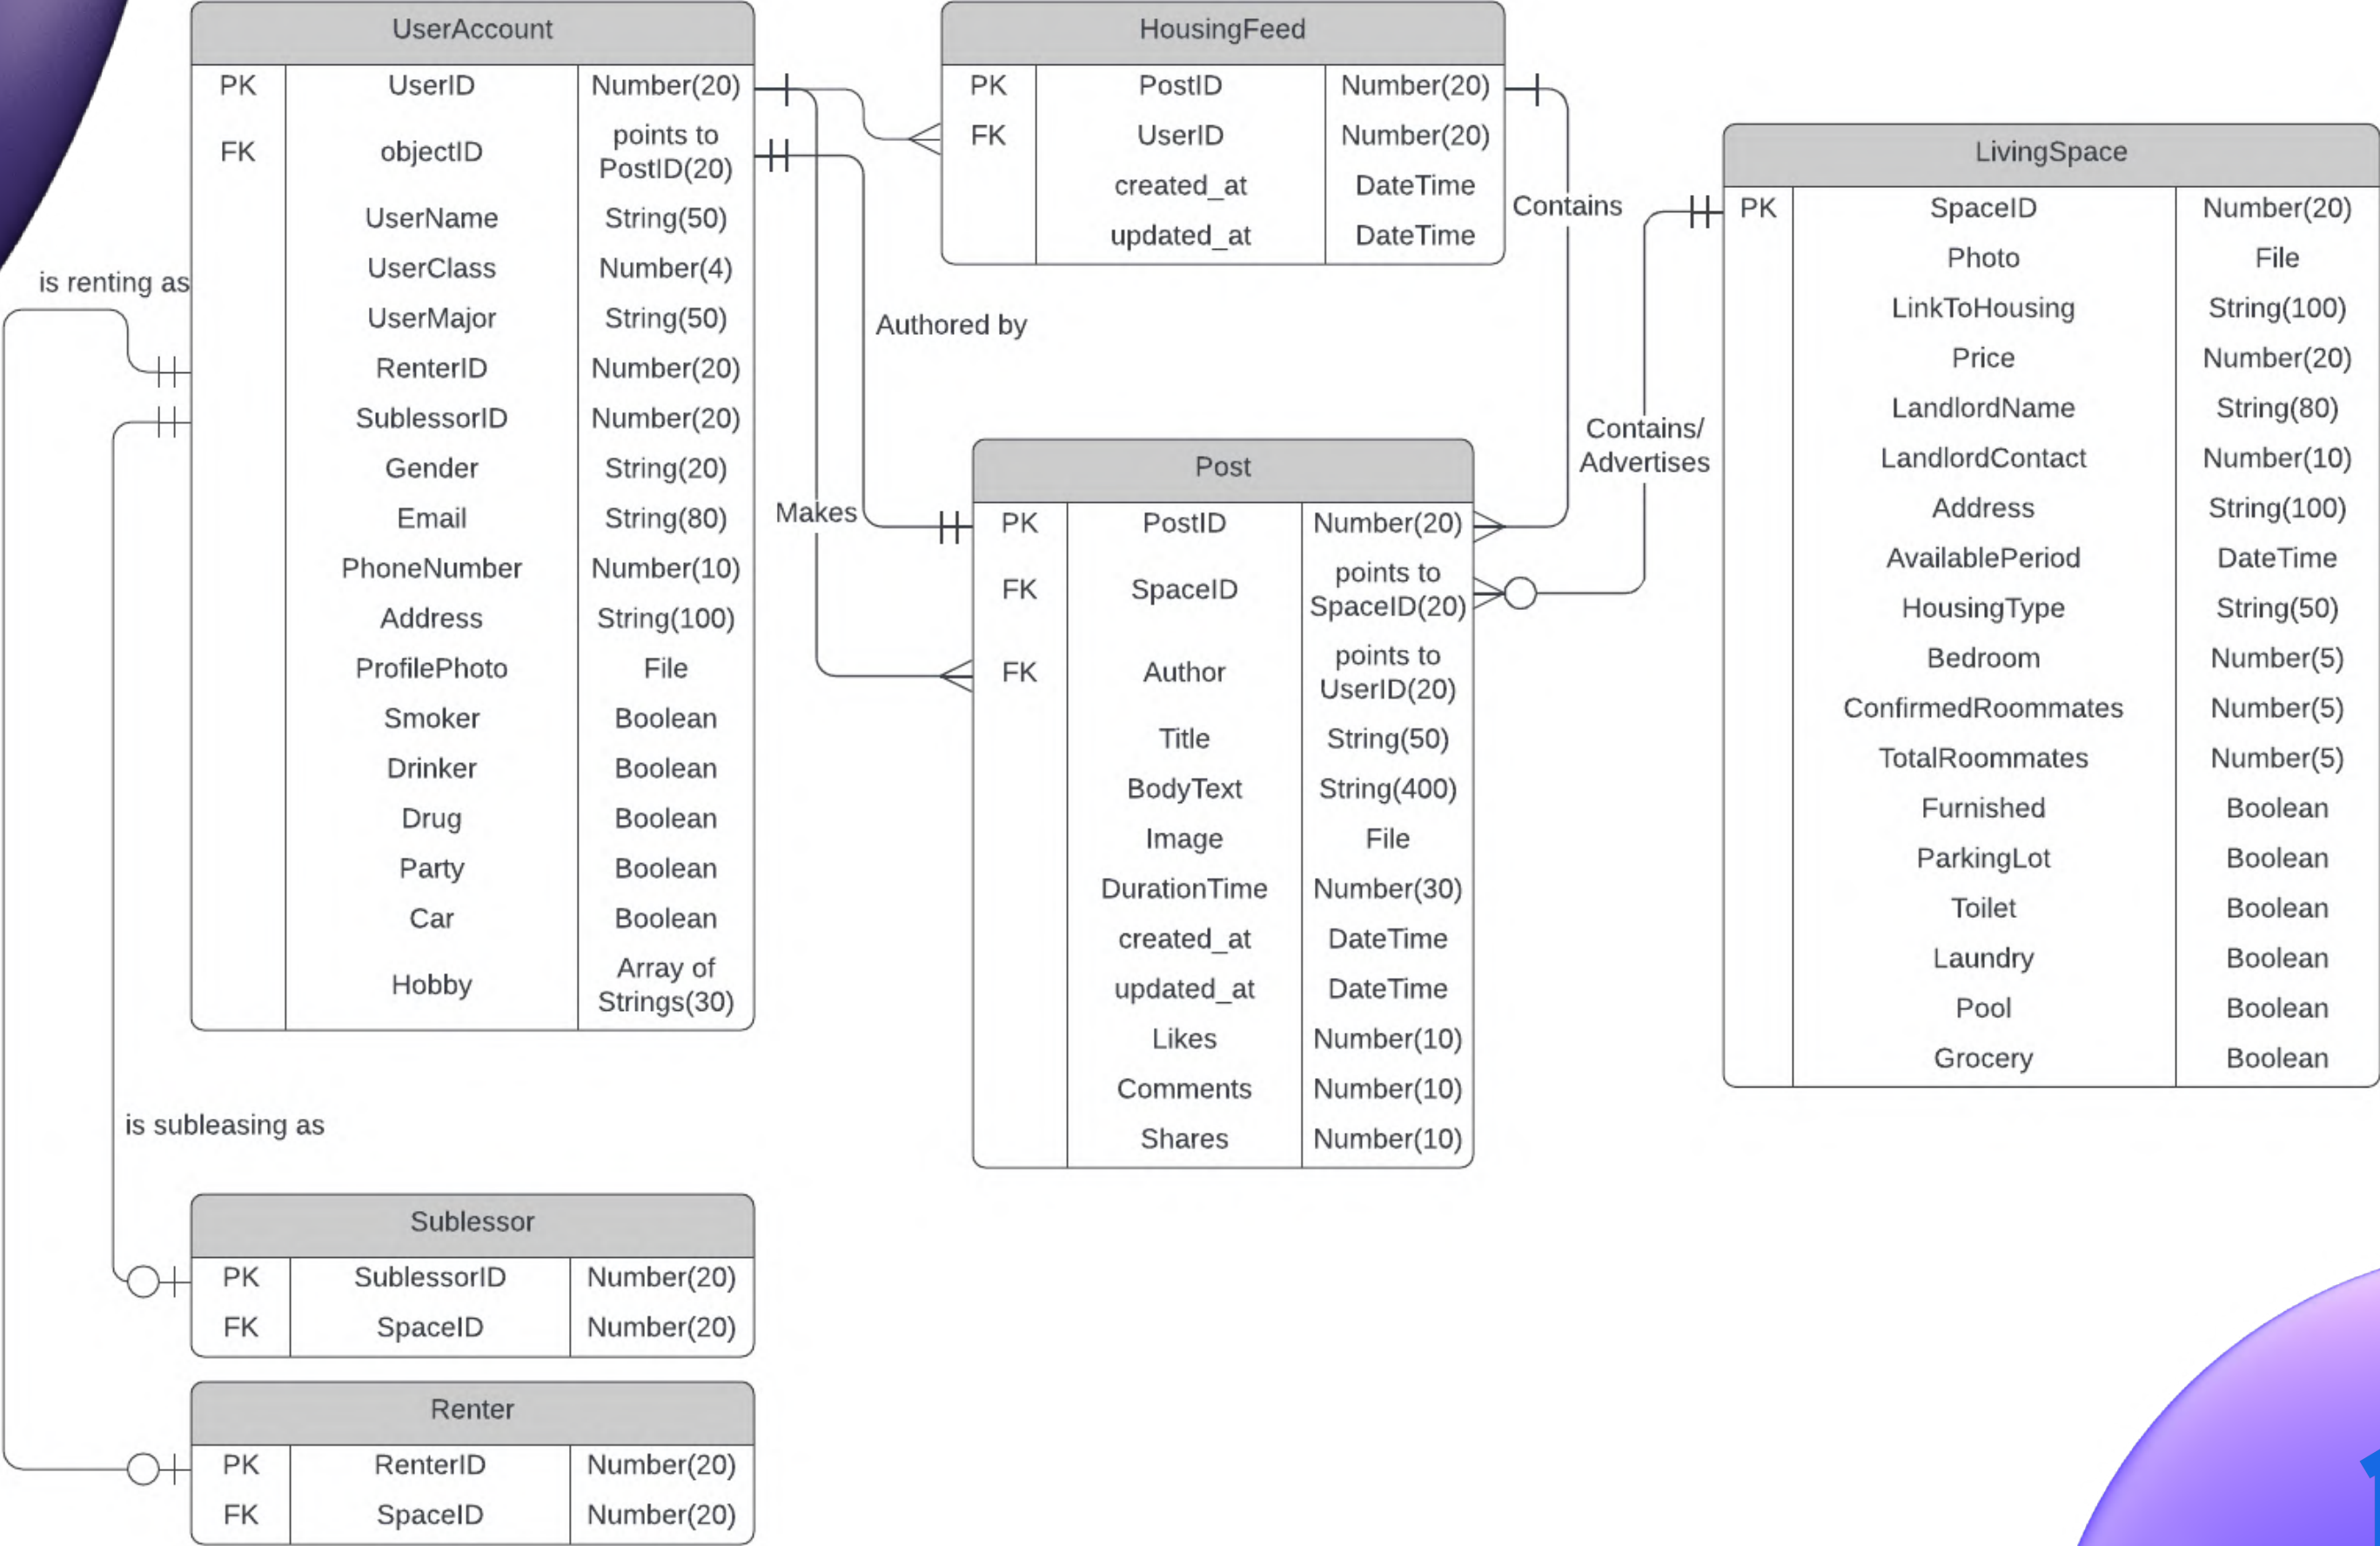 UserAccount
PK UserID Number(20)
FK objectID points to
PostID(20)
UserName String(50)
UserClass Number(4)
UserMajor String(50)
RenterID Number(20)
SublessorID Number(20)
Gender String(20)
Email String(80)
PhoneNumber Number(10)
Address String(100)
ProfilePhoto File
Smoker Boolean
Drinker Boolean
Drug Boolean
Party Boolean
Car Boolean
Hobby Array of
Strings(30)
is renting as
is subleasing as
Sublessor
PK SublessorID Number(20)
FK SpaceID Number(20)
Renter
PK RenterID Number(20)
FK SpaceID Number(20)
HousingFeed
PK PostID Number(20)
FK UserID Number(20)
created_at DateTime
updated_at DateTime
Authored by
Makes
Contains
Contains/
Advertises
Post
PK PostID Number(20)
FK SpaceID points to
SpaceID(20)
FK Author points to
UserID(20)
Title String(50)
BodyText String(400)
Image File
DurationTime Number(30)
created_at DateTime
updated_at DateTime
Likes Number(10)
Comments Number(10)
Shares Number(10)
LivingSpace
PK SpaceID Number(20)
Photo File
LinkToHousing String(100)
Price Number(20)
LandlordName String(80)
LandlordContact Number(10)
Address String(100)
AvailablePeriod DateTime
HousingType String(50)
Bedroom Number(5)
ConfirmedRoommates Number(5)
TotalRoommates Number(5)
Furnished Boolean
ParkingLot Boolean
Toilet Boolean
Laundry Boolean
Pool Boolean
Grocery Boolean